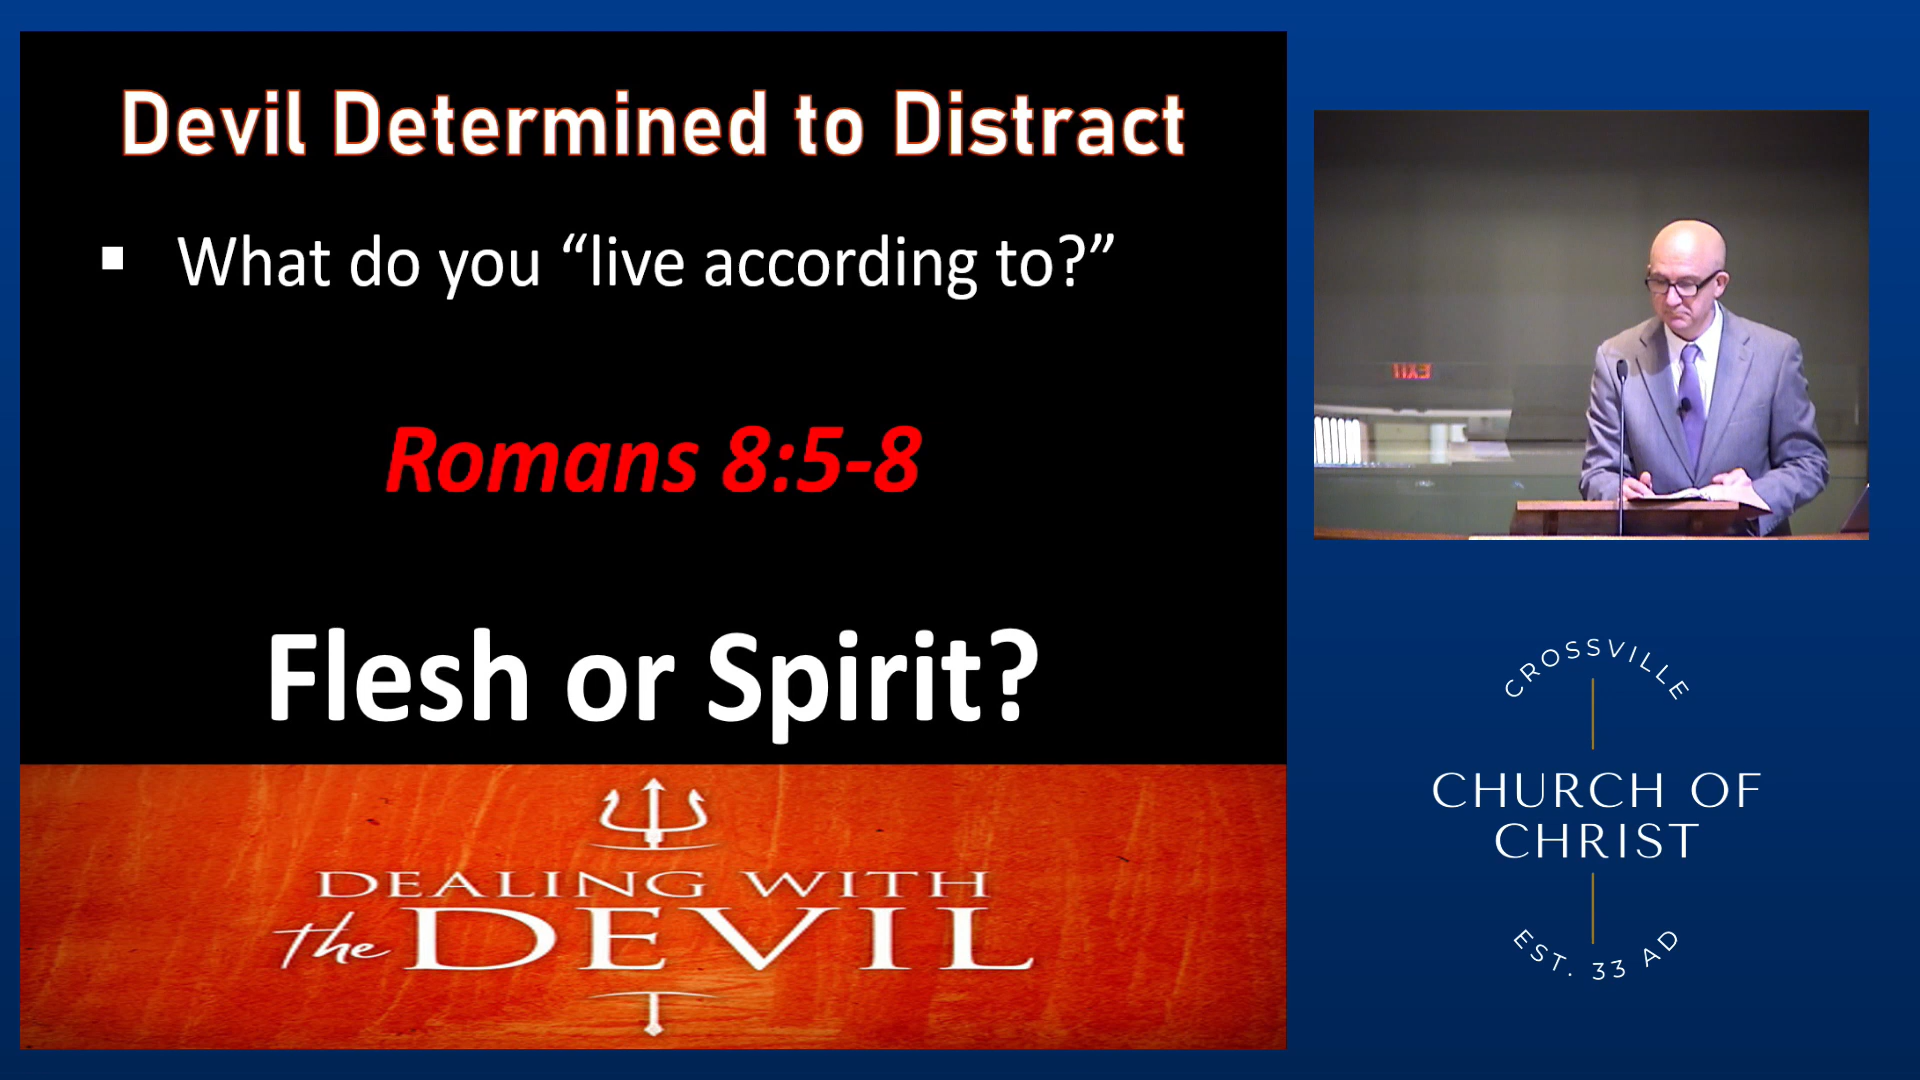 Devil Determined to Distract
▪ What do you “live according to?”
Romans 8:5-8
Flesh or Spirit?
DEALING WITH
the DEVIL
EXIT
CROSSVILLE
CHURCH OF
CHRIST
EST. 33 AD